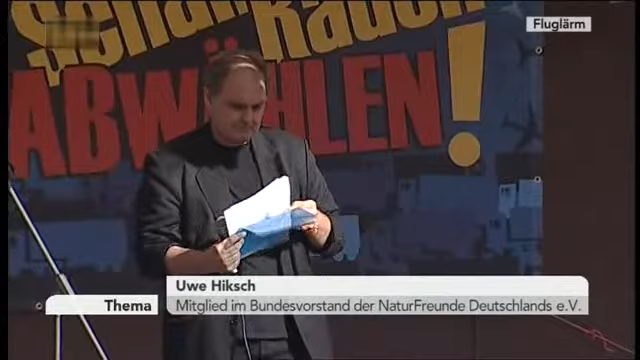 Fluglärm
ABWÄHLEN!
Uwe Hiksch
Thema
Mitglied im Bundesvorstand der NaturFreunde Deutschlands e.V.